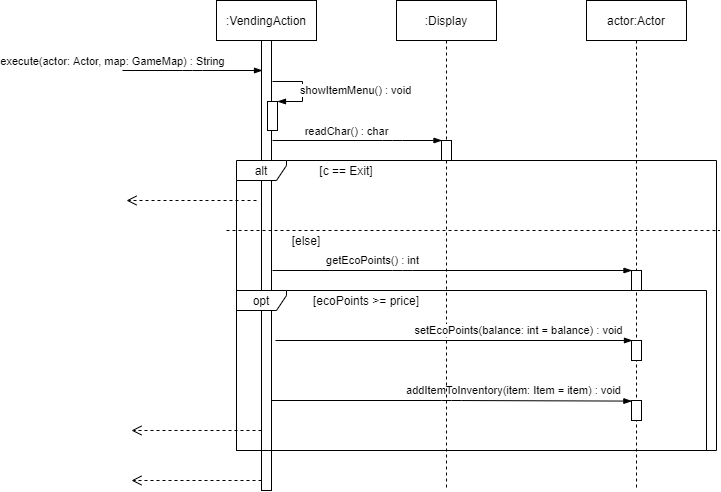 :VendingAction
:Display
actor:Actor
execute(actor: Actor, map: GameMap) : String
showItemMenu() : void
readChar() : char
alt
[c == Exit]
[else]
getEcoPoints() : int
opt
[ecoPoints >= price]
setEcoPoints(balance: int = balance) : void
addItemToInventory(item: Item = item) : void